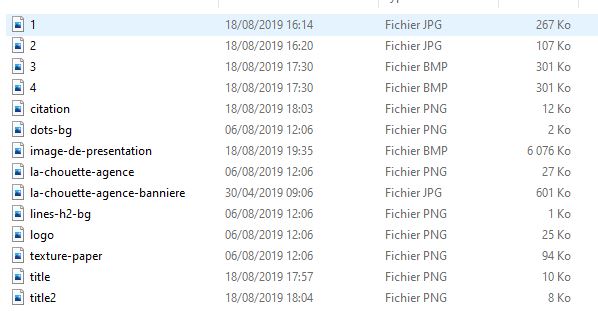 1 18/08/2019 16:14 Fichier JPG 267 Ko
2 18/08/2019 16:20 Fichier JPG 107 Ko
3 18/08/2019 17:30 Fichier BMP 301 Ko
4 18/08/2019 17:30 Fichier BMP 301 Ko
citation 18/08/2019 18:03 Fichier PNG 12 Ko
dots-bg 06/08/2019 12:06 Fichier PNG 2 Ko
image-de-presentation 18/08/2019 19:35 Fichier BMP 6 076 Ko
la-chouette-agence 06/08/2019 12:06 Fichier PNG 27 Ko
la-chouette-agence-banniere 30/04/2019 09:06 Fichier JPG 601 Ko
lines-h2-bg 06/08/2019 12:06 Fichier PNG 1 Ko
logo 06/08/2019 12:06 Fichier PNG 25 Ko
texture-paper 06/08/2019 12:06 Fichier PNG 94 Ko
title 18/08/2019 17:57 Fichier PNG 10 Ko
title2 18/08/2019 18:04 Fichier PNG 8 Ko